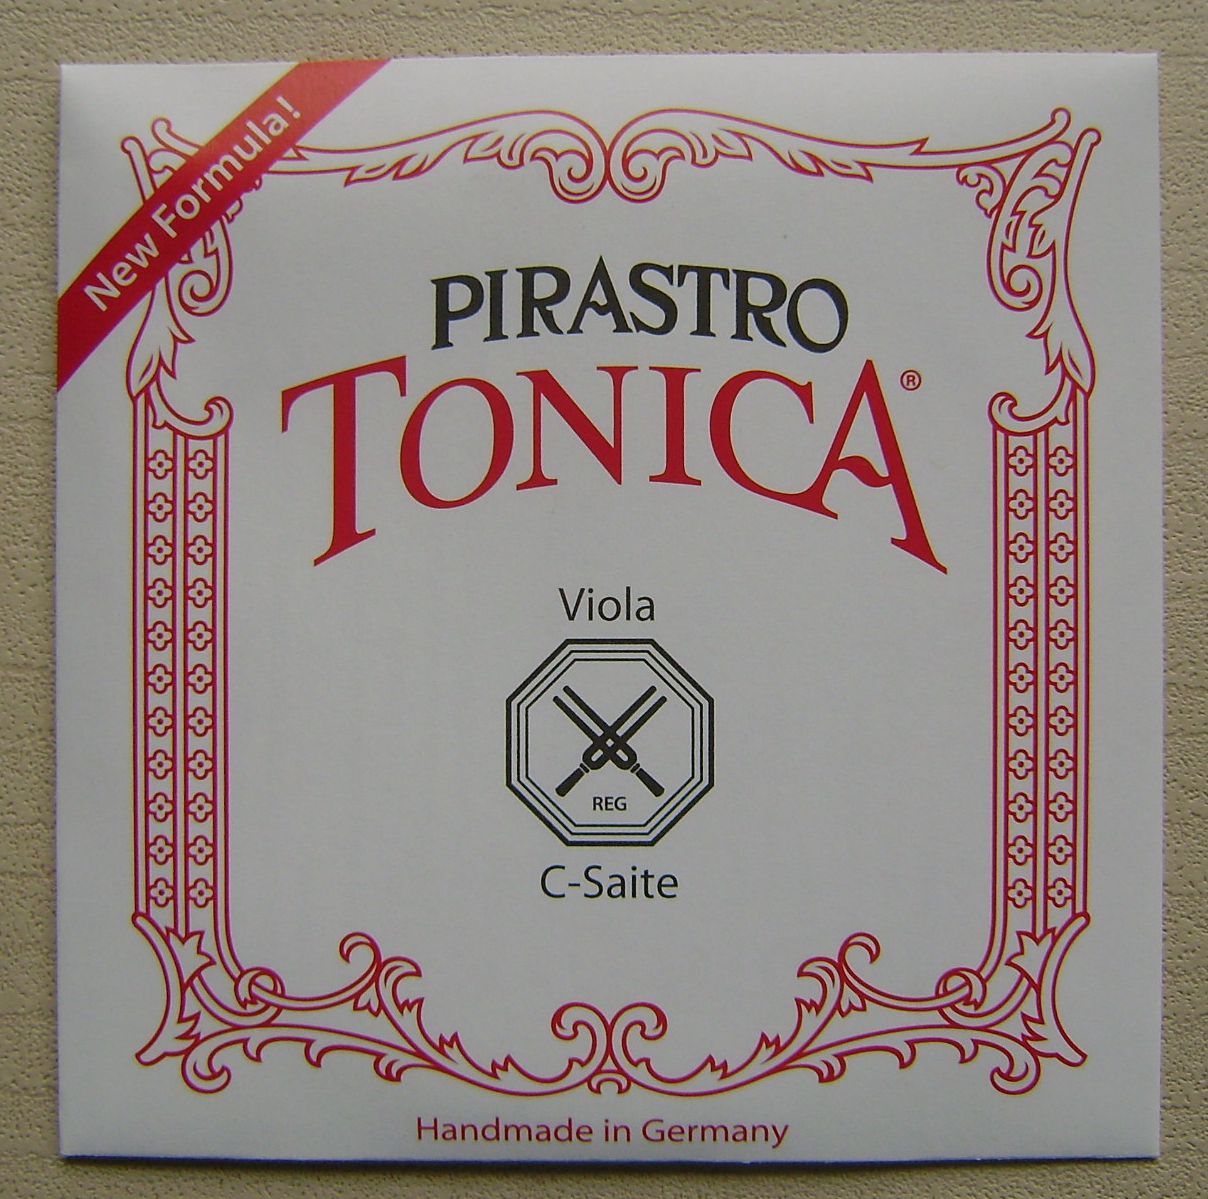 New Formula!
PIRASTRO
TONICA®
Viola
REG
C-Saite
Handmade in Germany